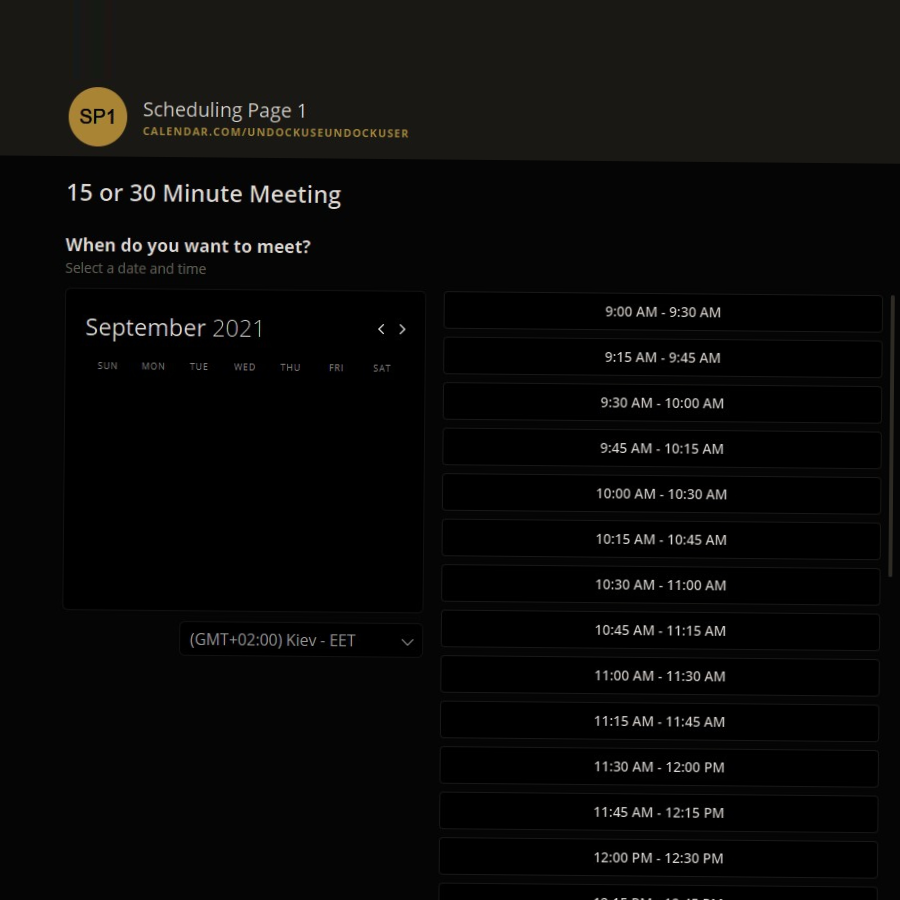 SP1
Scheduling Page 1
CALENDAR.COM/UNDOCKUSEUNDOCKUSER
15 or 30 Minute Meeting
When do you want to meet?
Select a date and time
September 2021
SUN MON TUE WED THU FRI SAT
(GMT+02:00) Kiev - EET
9:00 AM - 9:30 AM
9:15 AM - 9:45 AM
9:30 AM - 10:00 AM
9:45 AM - 10:15 AM
10:00 AM - 10:30 AM
10:15 AM - 10:45 AM
10:30 AM - 11:00 AM
10:45 AM - 11:15 AM
11:00 AM - 11:30 AM
11:15 AM - 11:45 AM
11:30 AM - 12:00 PM
11:45 AM - 12:15 PM
12:00 PM - 12:30 PM